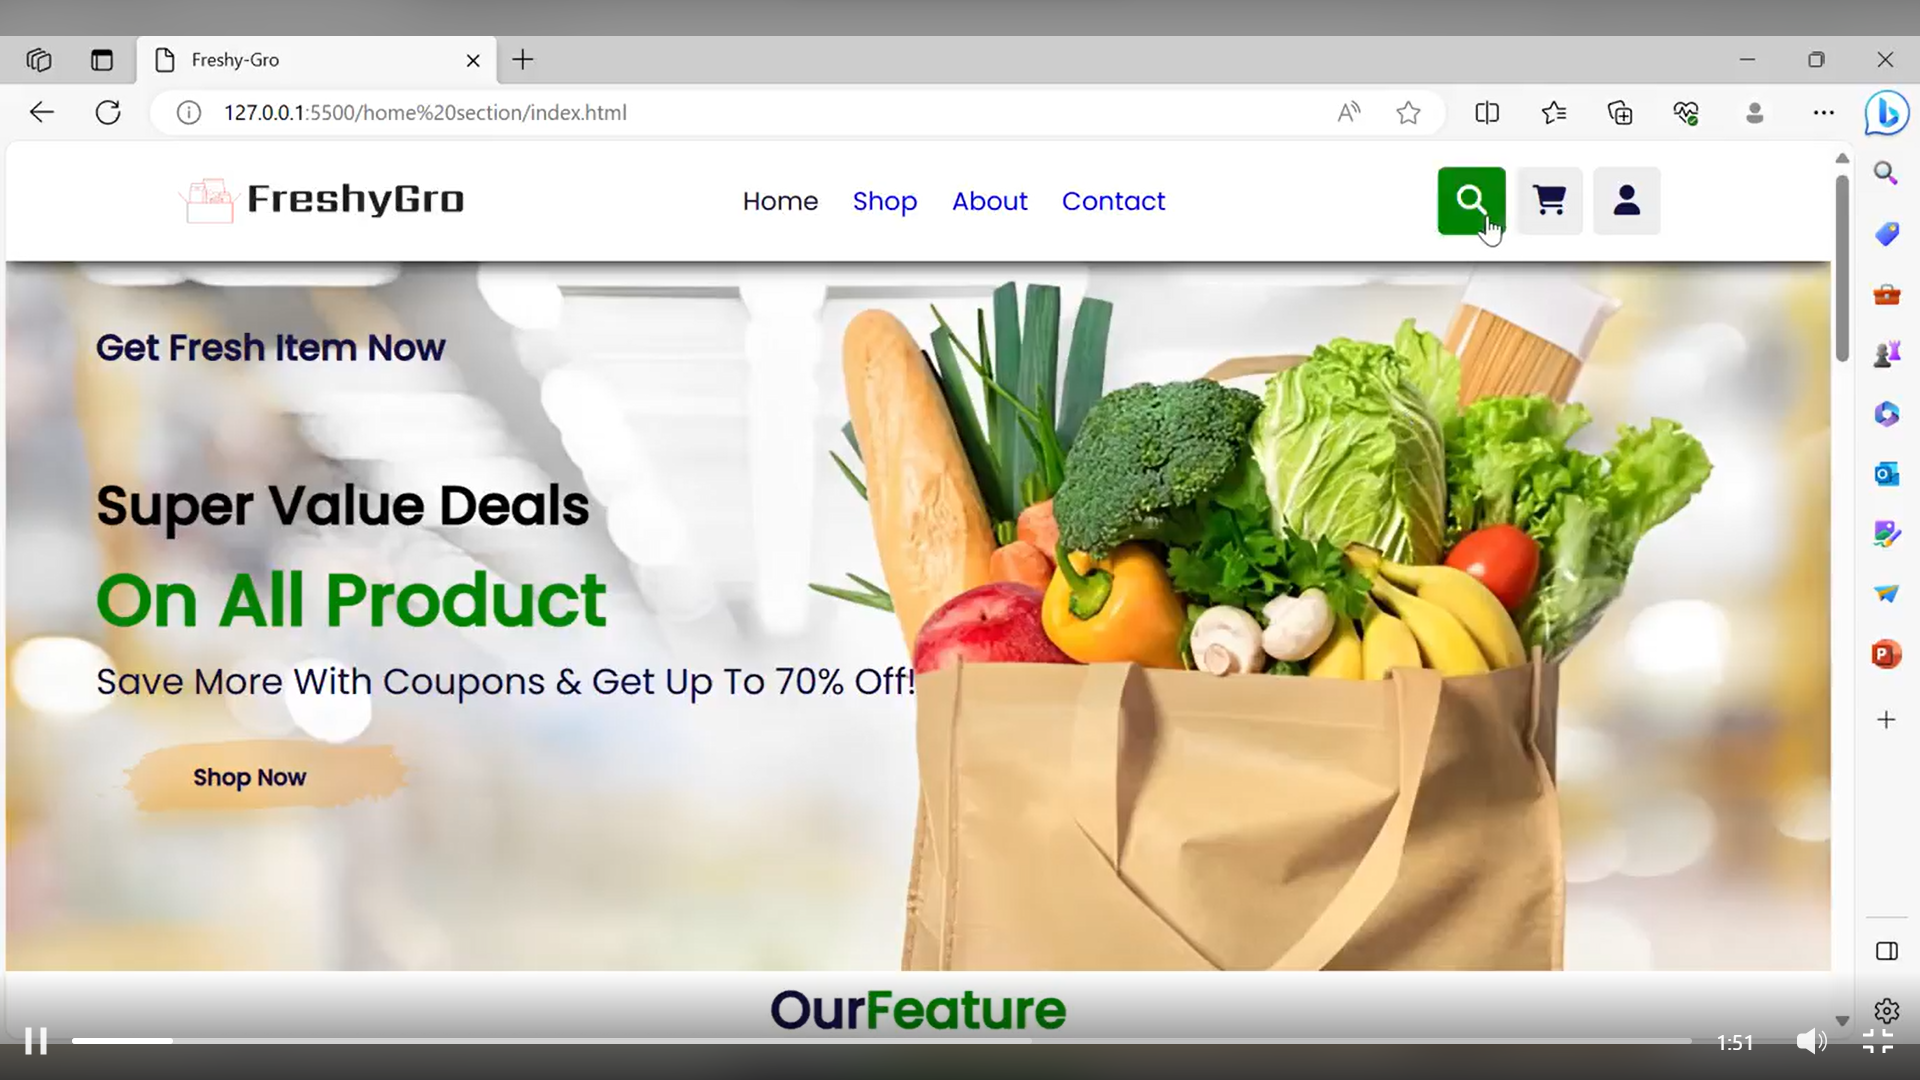 Freshy-Gro
127.0.0.1:5500/home%20section/index.html
FreshyGro
Home Shop About Contact
Get Fresh Item Now
Super Value Deals
On All Product
Save More With Coupons & Get Up To 70% Off!
Shop Now
OurFeature
1:51